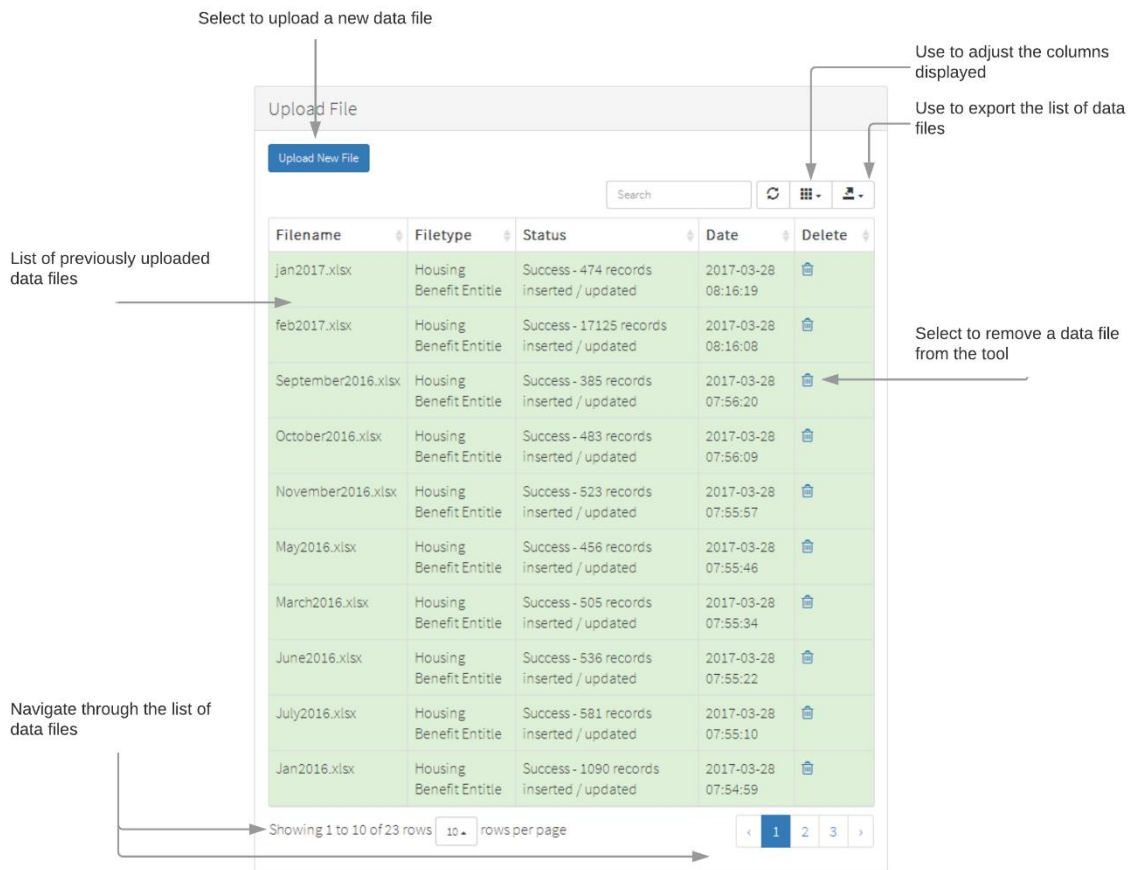 Select to upload a new data file
Use to adjust the columns
displayed
Use to export the list of data
files
Upload File
Upload New File
Search
Filename Filetype Status Date Delete
List of previously uploaded
data files
jan2017.xlsx Housing Success - 474 records 2017-03-28
Benefit Entitle inserted / updated 08:16:19
feb2017.xlsx Housing Success - 17125 records 2017-03-28
Benefit Entitle inserted / updated 08:16:08
Select to remove a data file
from the tool
September2016.xlsx Housing Success - 385 records 2017-03-28
Benefit Entitle inserted / updated 07:56:20
October2016.xlsx Housing Success - 483 records 2017-03-28
Benefit Entitle inserted / updated 07:56:09
November2016.xlsx Housing Success - 523 records 2017-03-28
Benefit Entitle inserted / updated 07:55:57
May2016.xlsx Housing Success - 456 records 2017-03-28
Benefit Entitle inserted / updated 07:55:46
March2016.xlsx Housing Success - 505 records 2017-03-28
Benefit Entitle inserted / updated 07:55:34
June2016.xlsx Housing Success - 536 records 2017-03-28
Benefit Entitle inserted / updated 07:55:22
Navigate through the list of
data files
July2016.xlsx Housing Success - 581 records 2017-03-28
Benefit Entitle inserted / updated 07:55:10
Jan2016.xlsx Housing Success - 1090 records 2017-03-28
Benefit Entitle inserted / updated 07:54:59
Showing 1 to 10 of 23 rows 10 rows per page ‹ 1 2 3 ›